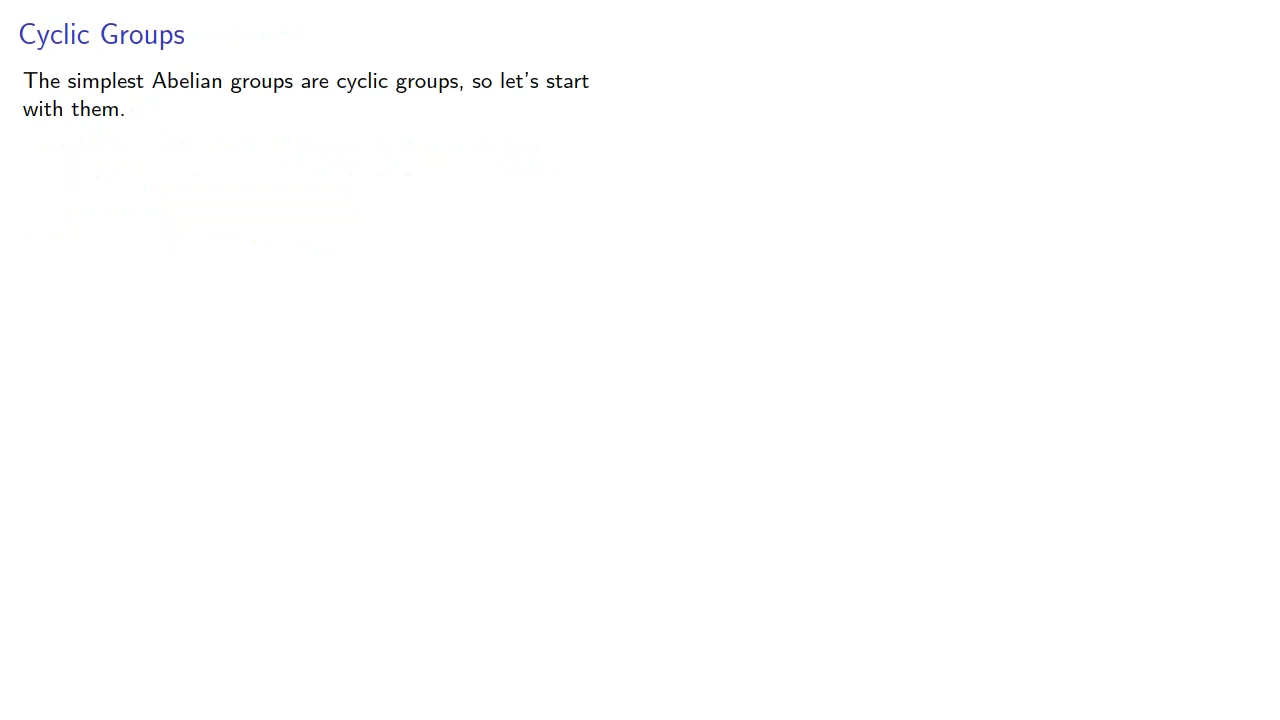 Cyclic Groups
The simplest Abelian groups are cyclic groups, so let's start
with them.